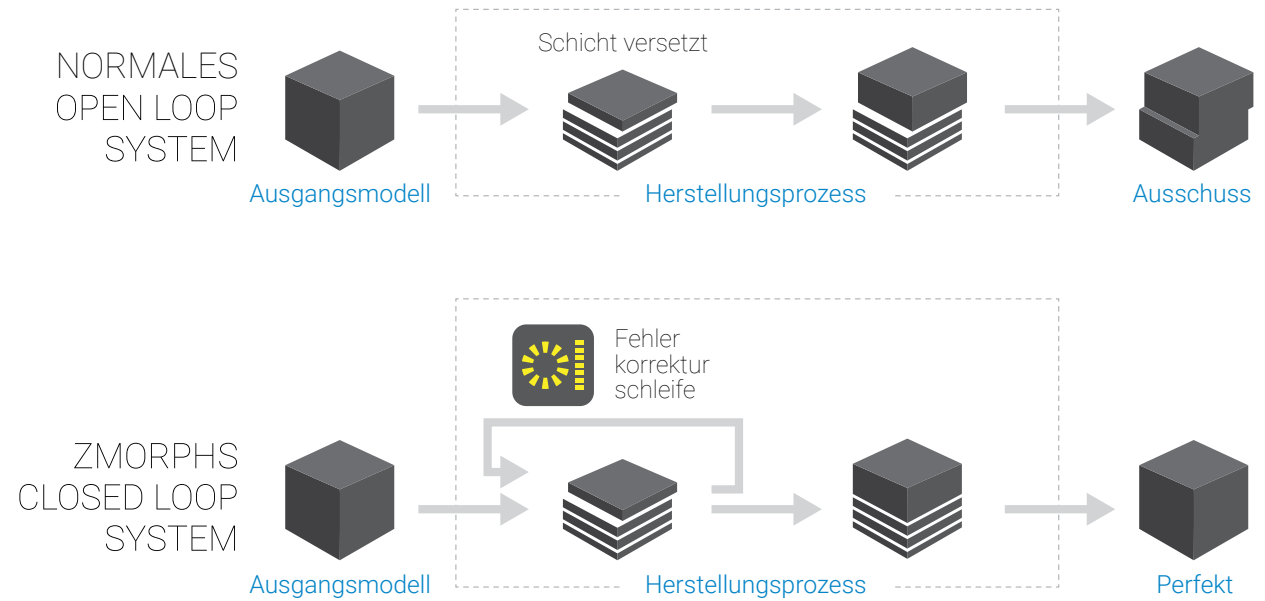 NORMALES
OPEN LOOP
SYSTEM
Schicht versetzt
Ausgangsmodell
Herstellungsprozess
Ausschuss
ZMORPHS
CLOSED LOOP
SYSTEM
Fehler
korrektur
schleife
Ausgangsmodell
Herstellungsprozess
Perfekt